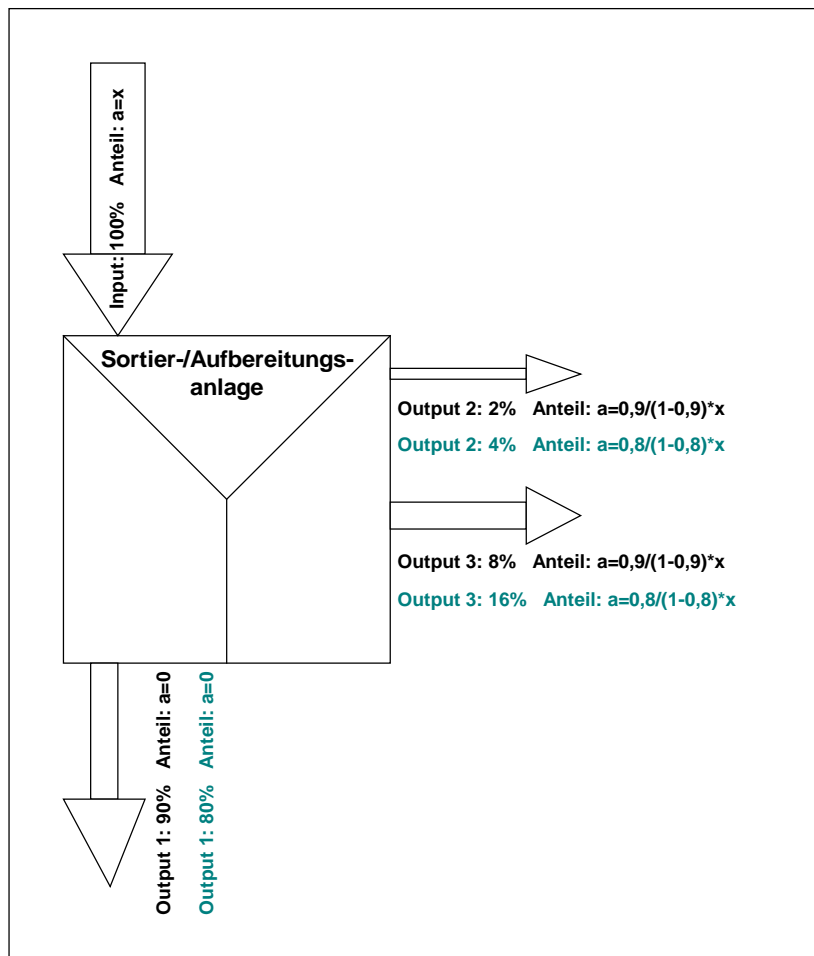 Input: 100% Anteil: a=x
Sortier-/Aufbereitungs-
anlage
Output 2: 2% Anteil: a=0,9/(1-0,9)*x
Output 2: 4% Anteil: a=0,8/(1-0,8)*x
Output 3: 8% Anteil: a=0,9/(1-0,9)*x
Output 3: 16% Anteil: a=0,8/(1-0,8)*x
Output 1: 90% Anteil: a=0
Output 1: 80% Anteil: a=0